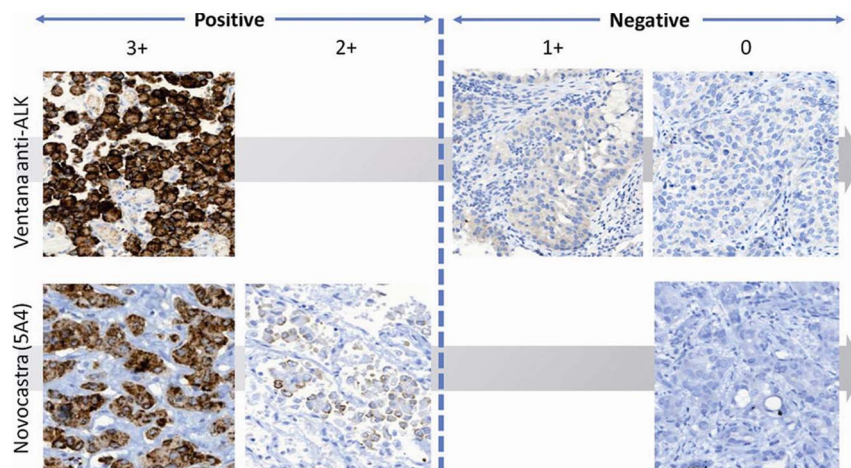 Positive
Negative
3+
2+
1+
0
Ventana anti-ALK
Novocastra (5A4)